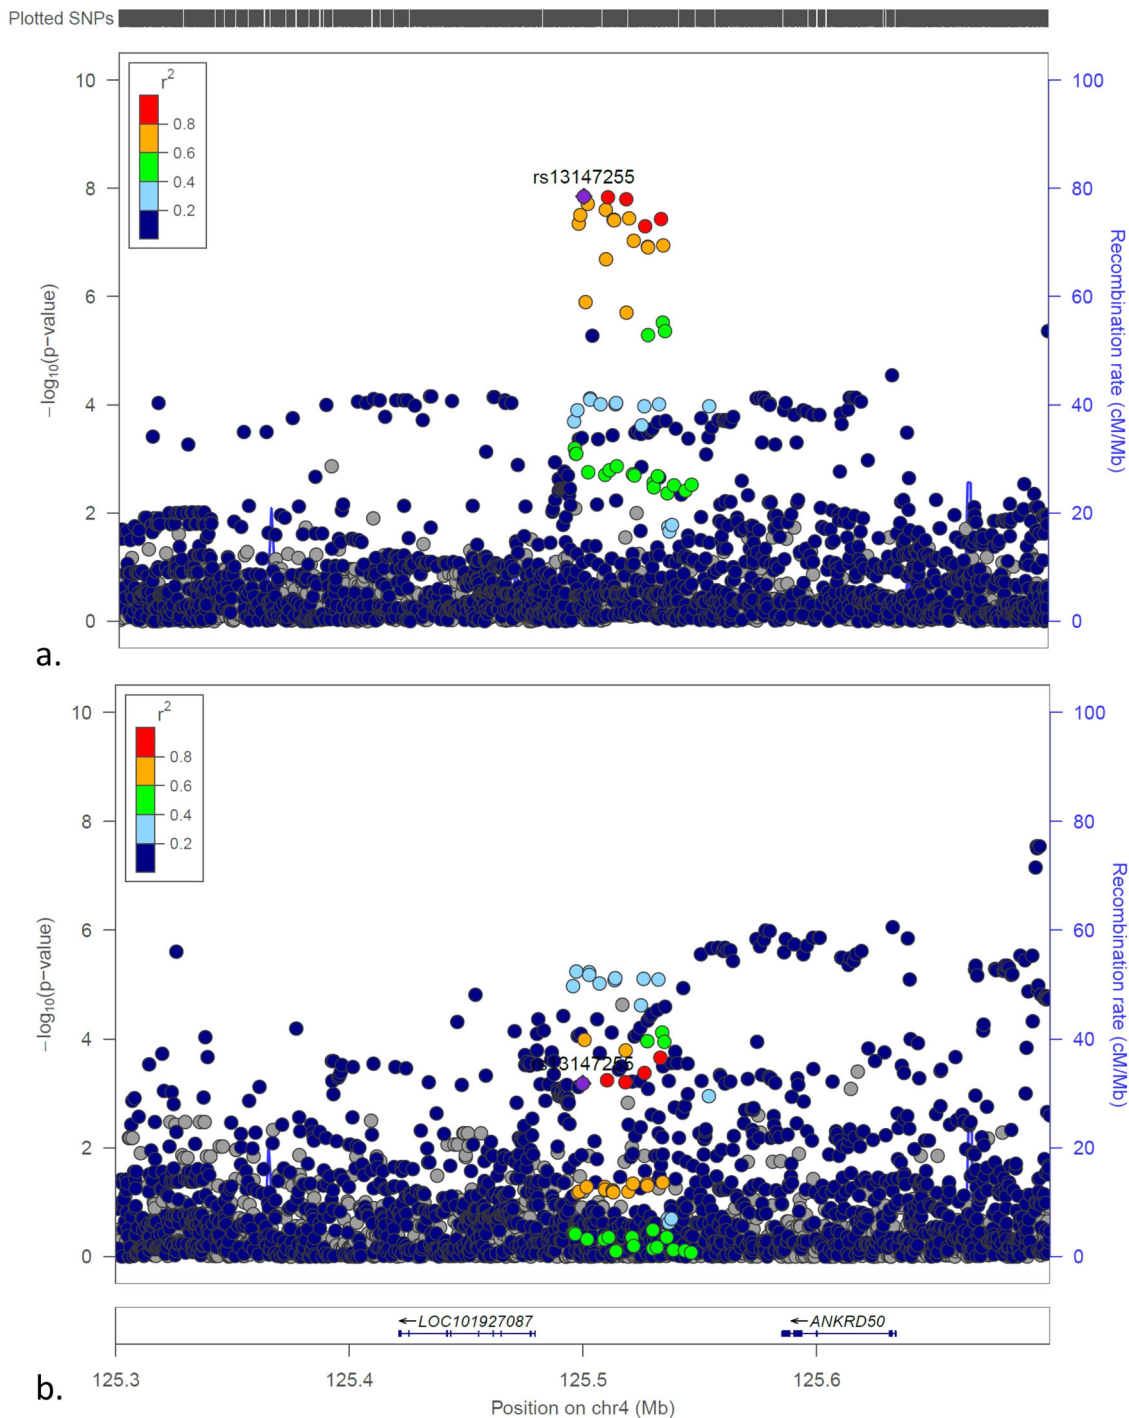 Plotted SNPs
10
8
6
4
2
0
−log10(p−value)
r2
0.8
0.6
0.4
0.2
rs13147255
100
80
60
40
20
0
Recombination rate (cM/Mb)
a.
10
8
6
4
2
0
−log10(p−value)
r2
0.8
0.6
0.4
0.2
13147255
100
80
60
40
20
0
Recombination rate (cM/Mb)
←LOC101927087
←ANKRD50
125.3 125.4 125.5 125.6
Position on chr4 (Mb)
b.